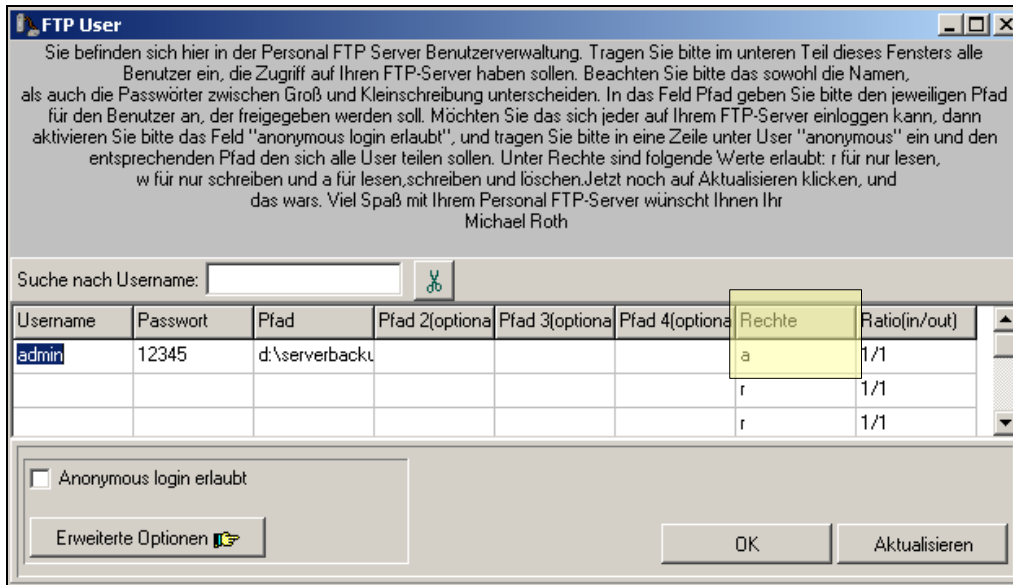 FTP User
Sie befinden sich hier in der Personal FTP Server Benutzerverwaltung. Tragen Sie bitte im unteren Teil dieses Fensters alle
Benutzer ein, die Zugriff auf Ihren FTP-Server haben sollen. Beachten Sie bitte das sowohl die Namen,
als auch die Passwörter zwischen Groß und Kleinschreibung unterscheiden. In das Feld Pfad geben Sie bitte den jeweiligen Pfad
für den Benutzer an, der freigegeben werden soll. Möchten Sie das sich jeder auf Ihrem FTP-Server einloggen kann, dann
aktivieren Sie bitte das Feld "anonymous login erlaubt", und tragen Sie bitte in eine Zeile unter User "anonymous" ein und den
entsprechenden Pfad den sich alle User teilen sollen. Unter Rechte sind folgende Werte erlaubt: r für nur lesen,
w für nur schreiben und a für lesen,schreiben und löschen.Jetzt noch auf Aktualisieren klicken, und
das wars. Viel Spaß mit Ihrem Personal FTP-Server wünscht Ihnen Ihr
Michael Roth
Suche nach Username:
Username Passwort Pfad Pfad 2(optiona Pfad 3(optiona Pfad 4(optiona Rechte Ratio(in/out)
admin 12345 d:\serverbacku a 1/1
r 1/1
r 1/1
Anonymous login erlaubt
Erweiterte Optionen OK Aktualisieren